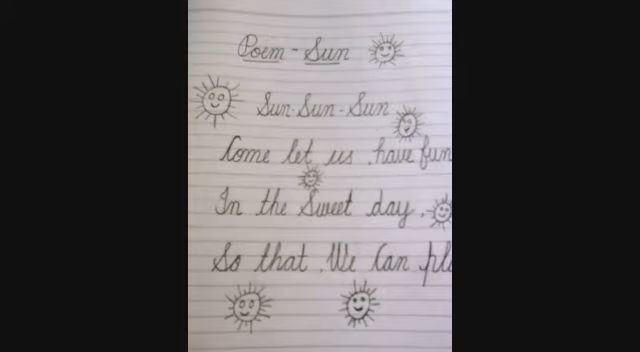 Poem - Sun
Sun-Sun-Sun
Come let us have fun
In the Sweet day,
So that We Can